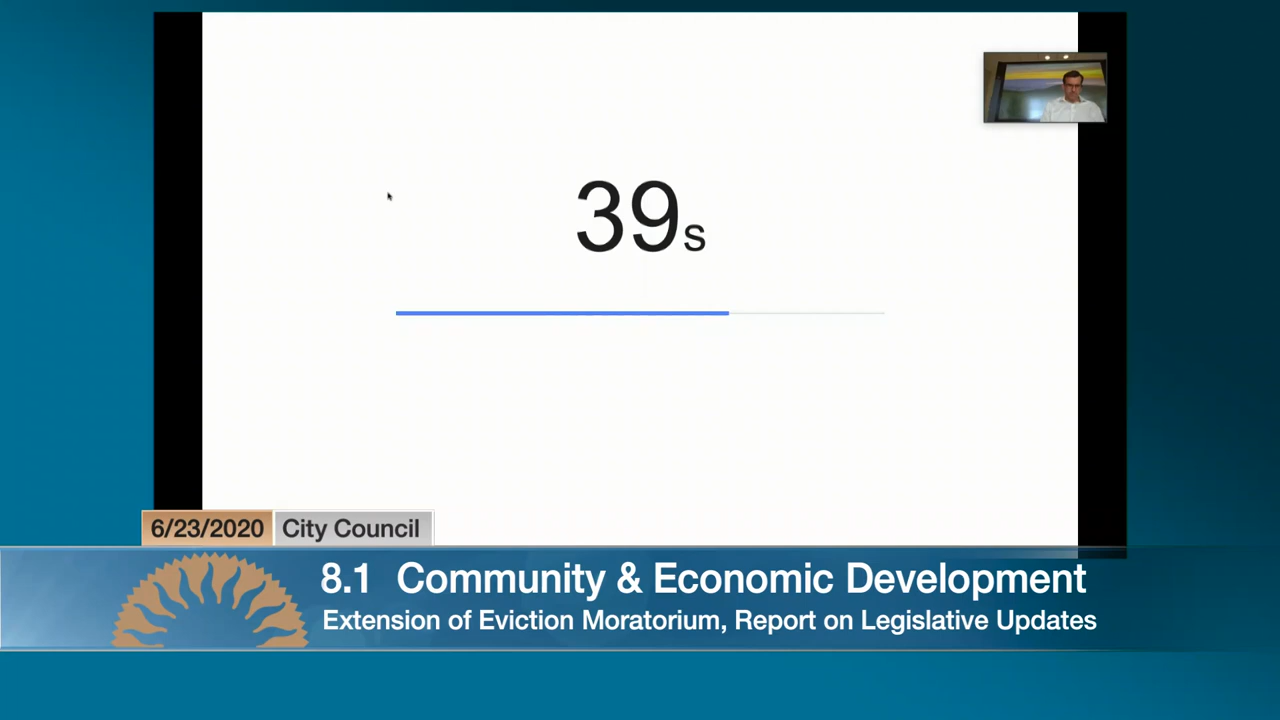 39s
6/23/2020 City Council
8.1 Community & Economic Development
Extension of Eviction Moratorium, Report on Legislative Updates